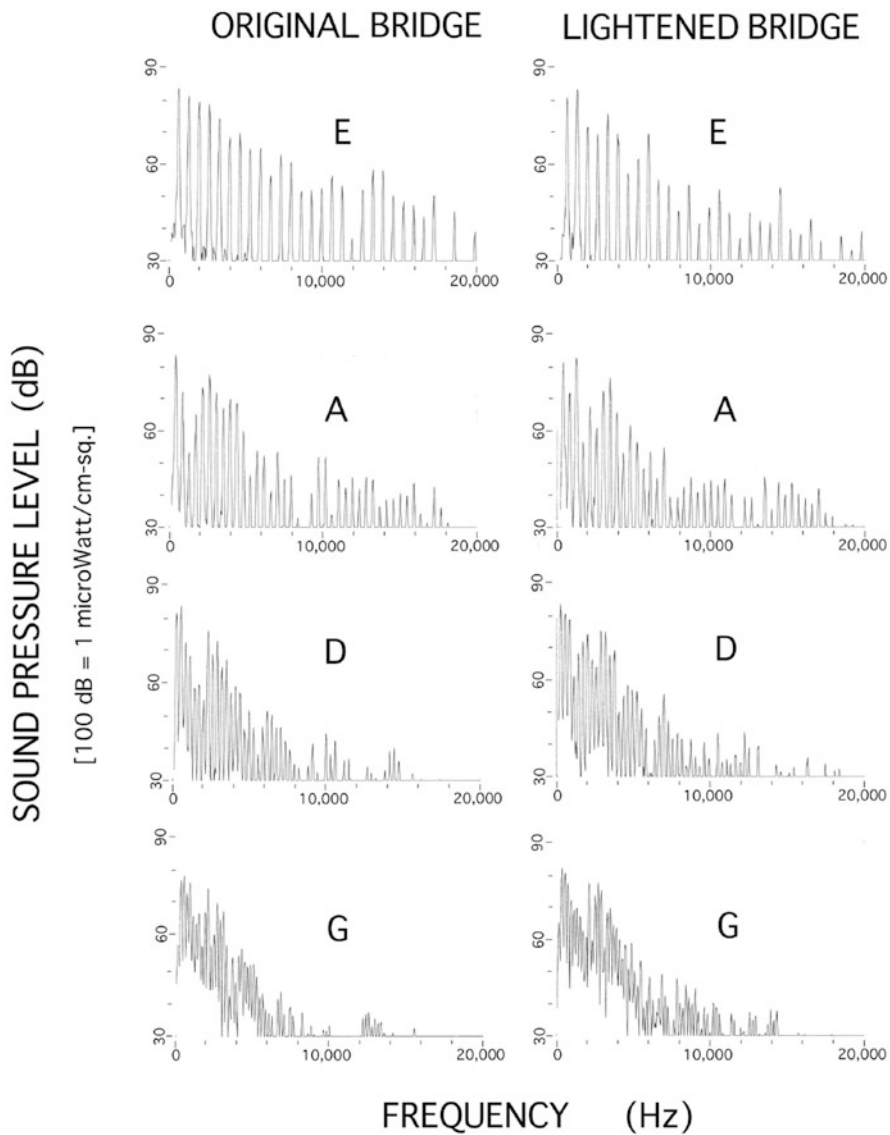 ORIGINAL BRIDGE LIGHTENED BRIDGE
SOUND PRESSURE LEVEL (dB)
[100 dB = 1 microWatt/cm-sq.]
90 90
60 E 60 E
30 30
0 10,000 20,000 0 10,000 20,000
90 90
60 A 60 A
30 30
0 10,000 20,000 0 10,000 20,000
90 90
60 D 60 D
30 30
0 10,000 20,000 0 10,000 20,000
90 90
60 G 60 G
30 30
0 10,000 20,000 0 10,000 20,000
FREQUENCY (Hz)